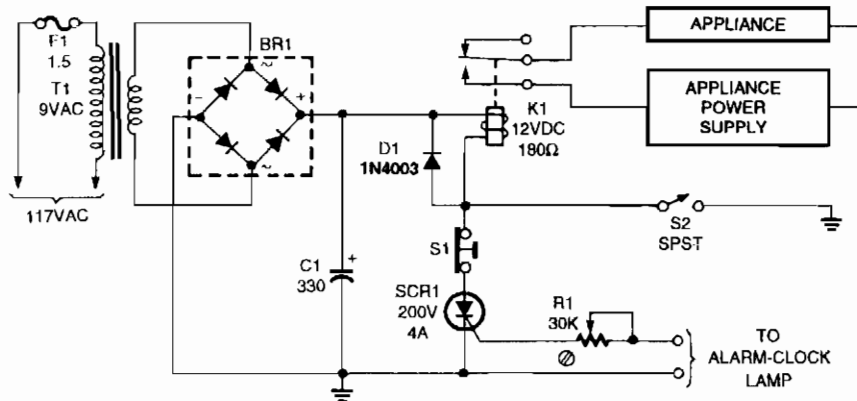 F1
1.5
T1
9VAC
117VAC
BR1
~
−
+
~
C1
330
+
D1
1N4003
K1
12VDC
180Ω
APPLIANCE
APPLIANCE
POWER
SUPPLY
S2
SPST
S1
SCR1
200V
4A
R1
30K
TO
ALARM-CLOCK
LAMP